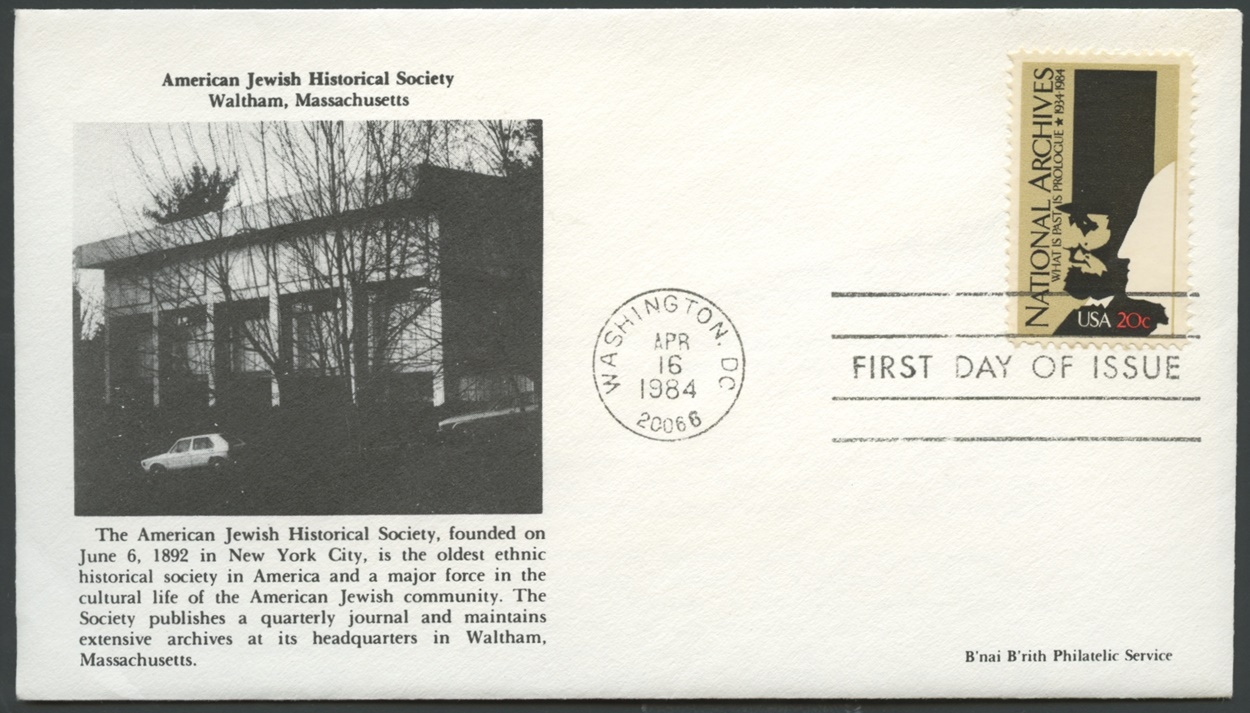 American Jewish Historical Society
Waltham, Massachusetts
The American Jewish Historical Society, founded on
June 6, 1892 in New York City, is the oldest ethnic
historical society in America and a major force in the
cultural life of the American Jewish community. The
Society publishes a quarterly journal and maintains
extensive archives at its headquarters in Waltham,
Massachusetts.
WASHINGTON, DC
APR
16
1984
20066
NATIONAL ARCHIVES
WHAT IS PAST IS PROLOGUE ★ 1934-1984
USA 20c
FIRST DAY OF ISSUE
B'nai B'rith Philatelic Service